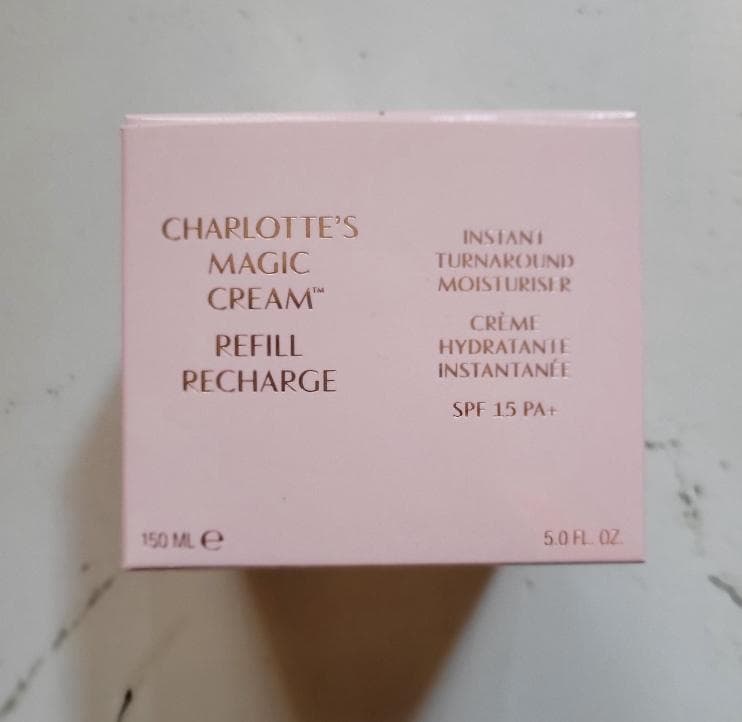 CHARLOTTE'S
MAGIC
CREAM™
REFILL
RECHARGE
INSTANT
TURNAROUND
MOISTURISER
CRÈME
HYDRATANTE
INSTANTANÉE
SPF 15 PA+
150 ML ℮
5.0 FL. OZ.